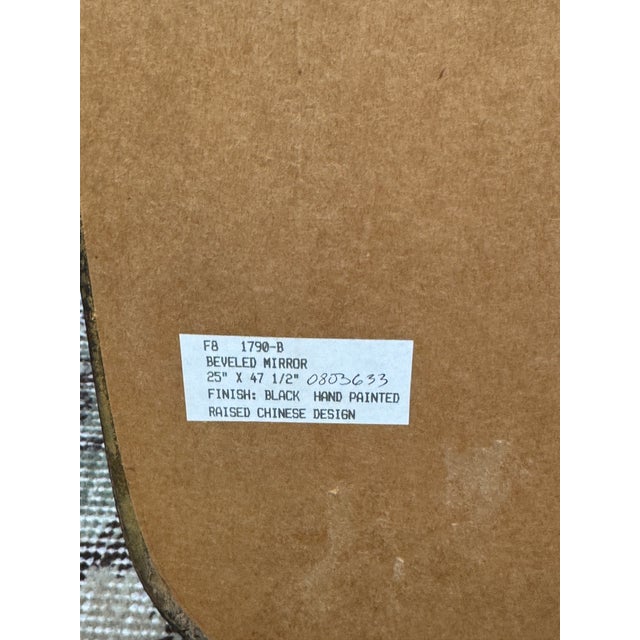 F8 1790-B
BEVELED MIRROR
25" X 47 1/2" 0803633
FINISH: BLACK HAND PAINTED
RAISED CHINESE DESIGN